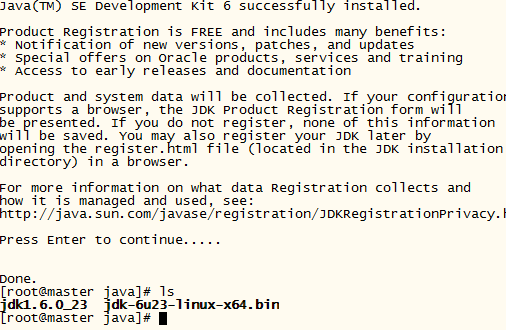 Java(TM) SE Development Kit 6 successfully installed.
Product Registration is FREE and includes many benefits:
* Notification of new versions, patches, and updates
* Special offers on Oracle products, services and training
* Access to early releases and documentation
Product and system data will be collected. If your configuration
supports a browser, the JDK Product Registration form will
be presented. If you do not register, none of this information
will be saved. You may also register your JDK later by
opening the register.html file (located in the JDK installation
directory) in a browser.
For more information on what data Registration collects and
how it is managed and used, see:
http://java.sun.com/javase/registration/JDKRegistrationPrivacy.h
Press Enter to continue.....
Done.
[root@master java]# ls
jdk1.6.0_23  jdk-6u23-linux-x64.bin
[root@master java]#